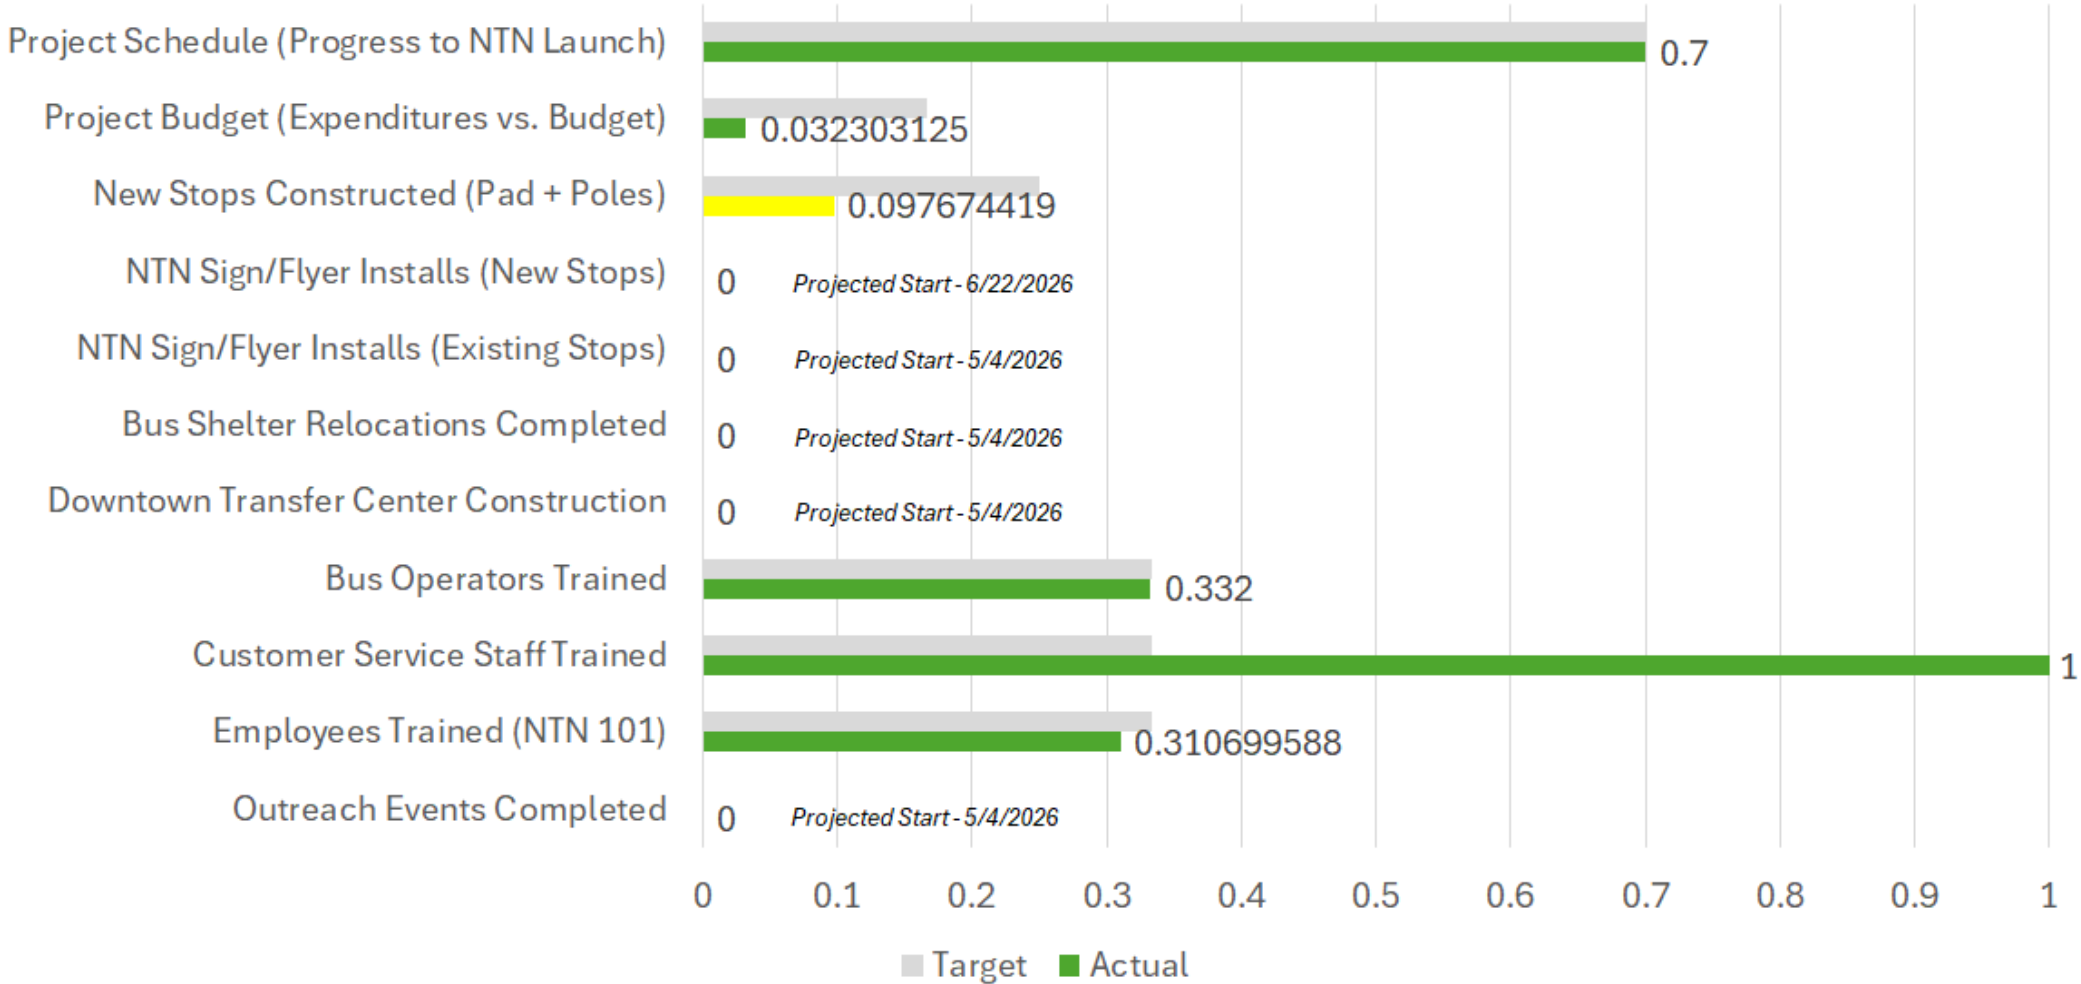 Project Schedule (Progress to NTN Launch) 0.7
Project Budget (Expenditures vs. Budget) 0.032303125
New Stops Constructed (Pad + Poles) 0.097674419
NTN Sign/Flyer Installs (New Stops) 0 Projected Start - 6/22/2026
NTN Sign/Flyer Installs (Existing Stops) 0 Projected Start - 5/4/2026
Bus Shelter Relocations Completed 0 Projected Start - 5/4/2026
Downtown Transfer Center Construction 0 Projected Start - 5/4/2026
Bus Operators Trained 0.332
Customer Service Staff Trained 1
Employees Trained (NTN 101) 0.310699588
Outreach Events Completed 0 Projected Start - 5/4/2026
0 0.1 0.2 0.3 0.4 0.5 0.6 0.7 0.8 0.9 1
Target Actual